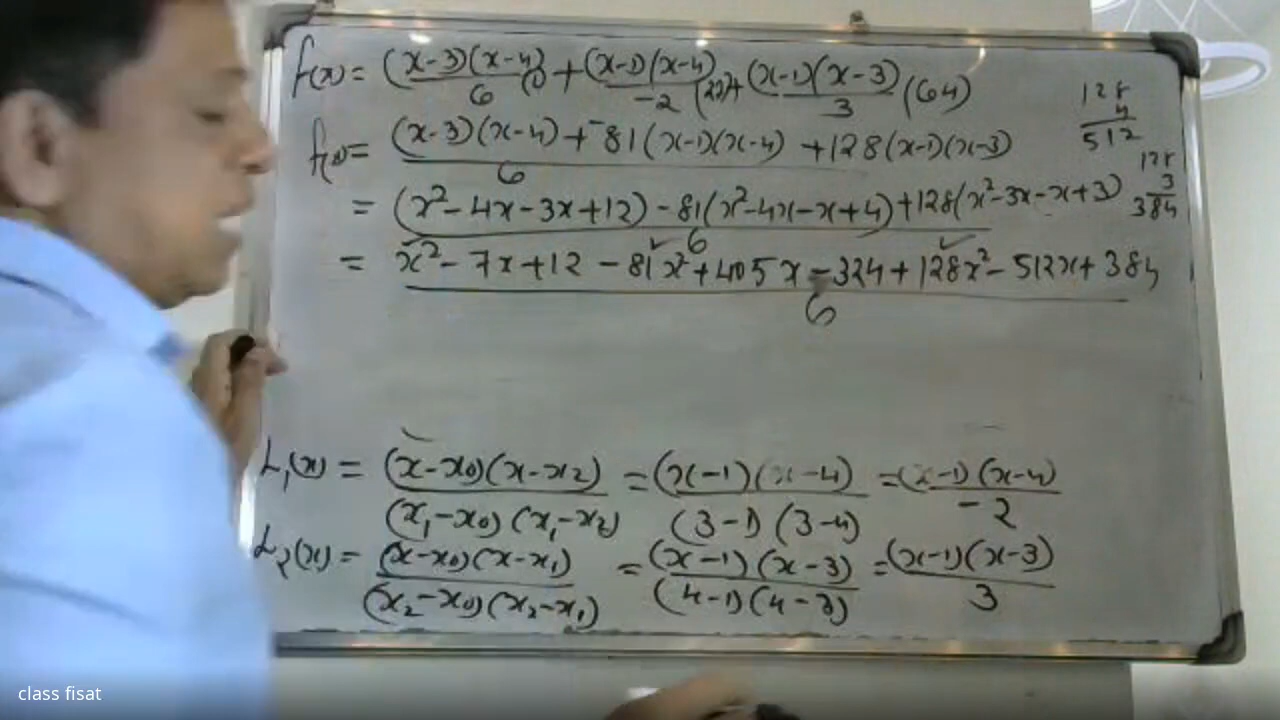 f(x) = (x-3)(x-4)/6 (1) + (x-1)(x-4)/-2 (27) + (x-1)(x-3)/3 (64)
f(x) = (x-3)(x-4) + -81(x-1)(x-4) + 128(x-1)(x-3) / 6
= (x²-4x-3x+12) - 81(x²-4x-x+4) + 128(x²-3x-x+3) / 6
= x² - 7x + 12 - 81x² + 405x - 324 + 128x² - 512x + 384 / 6
128
4
512
128
3
384
L₁(x) = (x-x₀)(x-x₂)/(x₁-x₀)(x₁-x₂) = (x-1)(x-4)/(3-1)(3-4) = (x-1)(x-4)/-2
L₂(x) = (x-x₀)(x-x₁)/(x₂-x₀)(x₂-x₁) = (x-1)(x-3)/(4-1)(4-3) = (x-1)(x-3)/3
class fisat